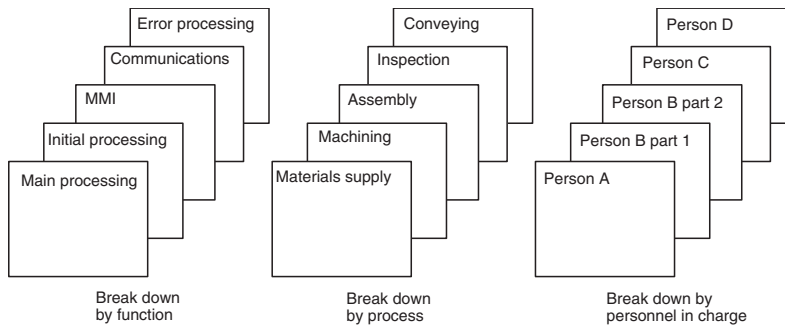 Error processing
Communications
MMI
Initial processing
Main processing
Break down
by function
Conveying
Inspection
Assembly
Machining
Materials supply
Break down
by process
Person D
Person C
Person B part 2
Person B part 1
Person A
Break down by
personnel in charge